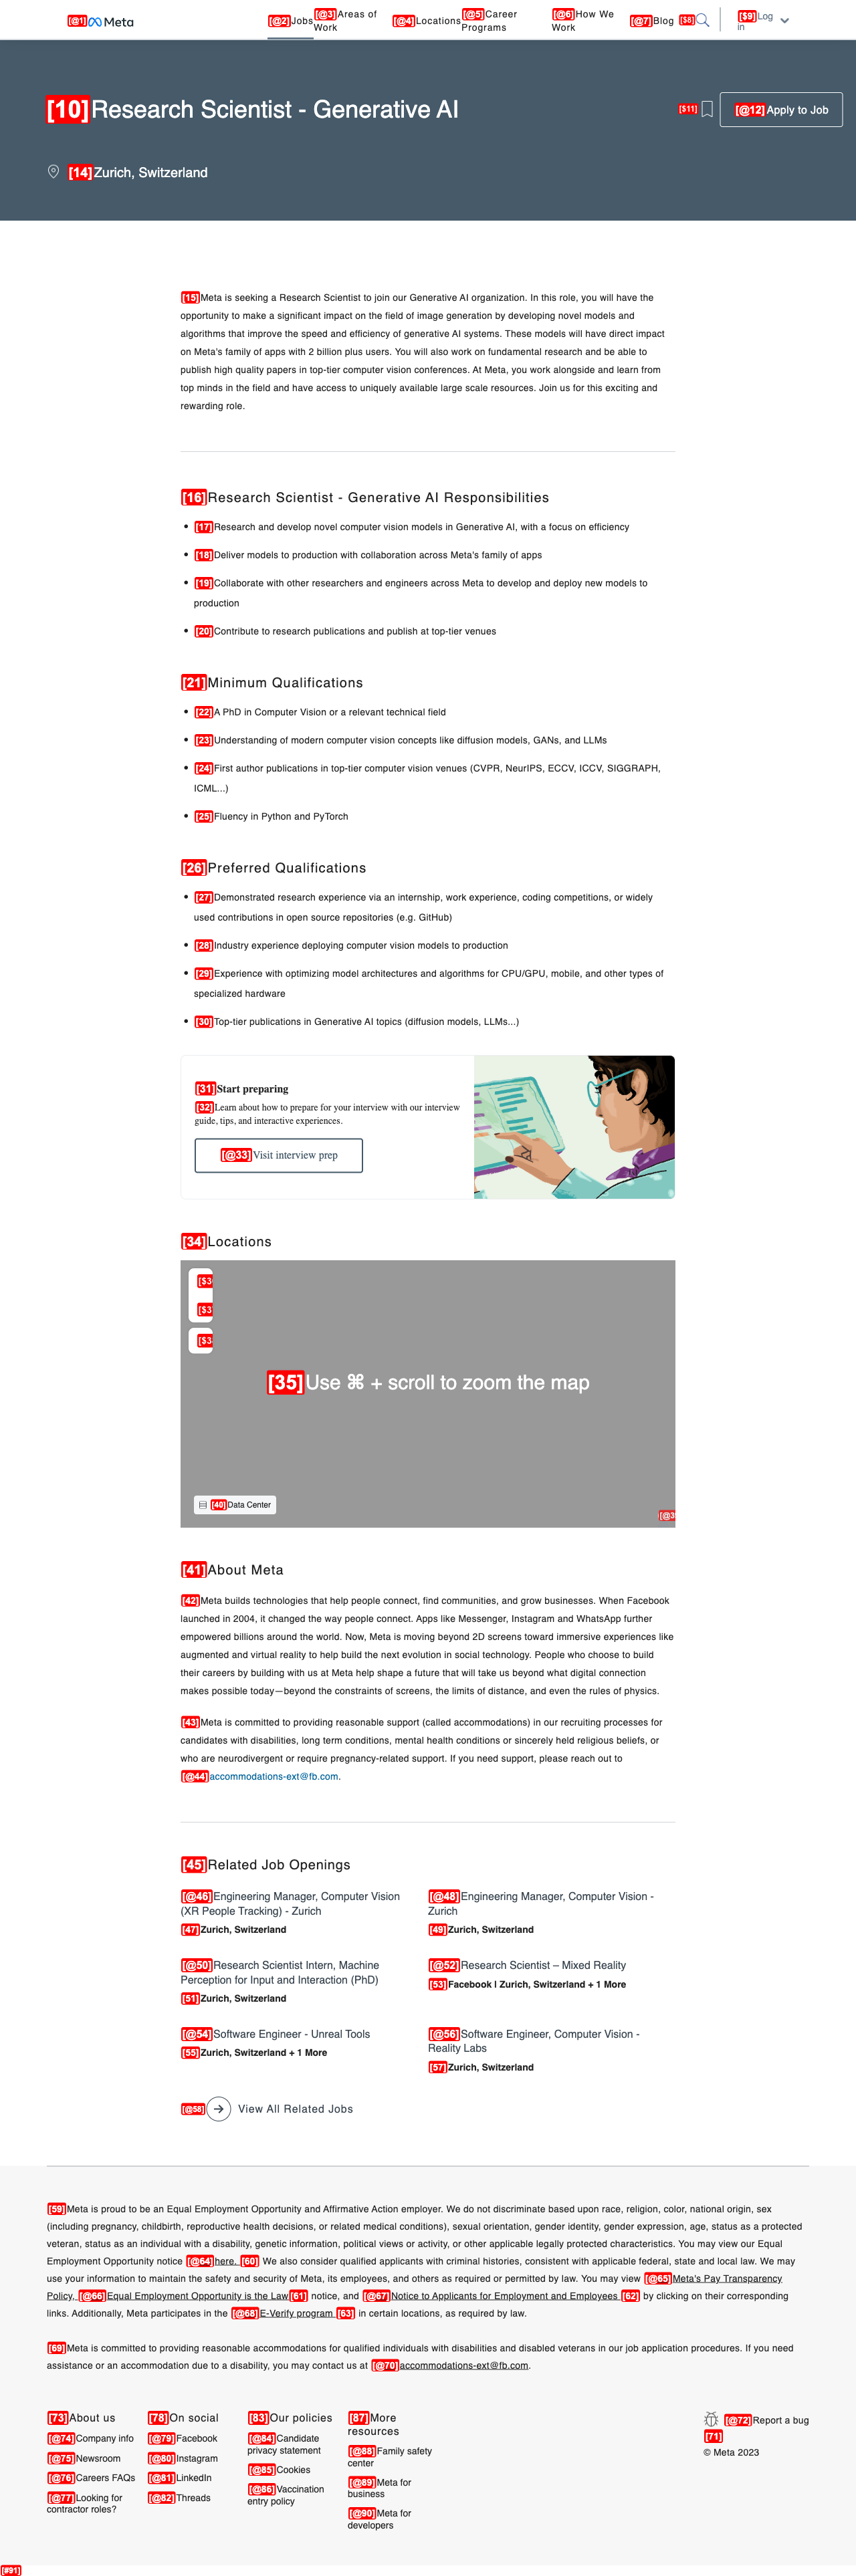 [@1] Meta [@2]Jobs [@3]Areas of Work [@4]Locations [@5]Career Programs [@6]How We Work [@7]Blog [$8] [$9]Log in
[10]Research Scientist - Generative AI [$11] [@12]Apply to Job
[14]Zurich, Switzerland
[15]Meta is seeking a Research Scientist to join our Generative AI organization. In this role, you will have the
opportunity to make a significant impact on the field of image generation by developing novel models and
algorithms that improve the speed and efficiency of generative AI systems. These models will have direct impact
on Meta's family of apps with 2 billion plus users. You will also work on fundamental research and be able to
publish high quality papers in top-tier computer vision conferences. At Meta, you work alongside and learn from
top minds in the field and have access to uniquely available large scale resources. Join us for this exciting and
rewarding role.
[16]Research Scientist - Generative AI Responsibilities
• [17]Research and develop novel computer vision models in Generative AI, with a focus on efficiency
• [18]Deliver models to production with collaboration across Meta's family of apps
• [19]Collaborate with other researchers and engineers across Meta to develop and deploy new models to
production
• [20]Contribute to research publications and publish at top-tier venues
[21]Minimum Qualifications
• [22]A PhD in Computer Vision or a relevant technical field
• [23]Understanding of modern computer vision concepts like diffusion models, GANs, and LLMs
• [24]First author publications in top-tier computer vision venues (CVPR, NeurIPS, ECCV, ICCV, SIGGRAPH,
ICML...)
• [25]Fluency in Python and PyTorch
[26]Preferred Qualifications
• [27]Demonstrated research experience via an internship, work experience, coding competitions, or widely
used contributions in open source repositories (e.g. GitHub)
• [28]Industry experience deploying computer vision models to production
• [29]Experience with optimizing model architectures and algorithms for CPU/GPU, mobile, and other types of
specialized hardware
• [30]Top-tier publications in Generative AI topics (diffusion models, LLMs...)
[31]Start preparing
[32]Learn about how to prepare for your interview with our interview
guide, tips, and interactive experiences.
[@33]Visit interview prep
[34]Locations
[$3
[$3
[$3
[35]Use ⌘ + scroll to zoom the map
[40]Data Center
[@3
[41]About Meta
[42]Meta builds technologies that help people connect, find communities, and grow businesses. When Facebook
launched in 2004, it changed the way people connect. Apps like Messenger, Instagram and WhatsApp further
empowered billions around the world. Now, Meta is moving beyond 2D screens toward immersive experiences like
augmented and virtual reality to help build the next evolution in social technology. People who choose to build
their careers by building with us at Meta help shape a future that will take us beyond what digital connection
makes possible today—beyond the constraints of screens, the limits of distance, and even the rules of physics.
[43]Meta is committed to providing reasonable support (called accommodations) in our recruiting processes for
candidates with disabilities, long term conditions, mental health conditions or sincerely held religious beliefs, or
who are neurodivergent or require pregnancy-related support. If you need support, please reach out to
[@44]accommodations-ext@fb.com.
[45]Related Job Openings
[@46]Engineering Manager, Computer Vision
(XR People Tracking) - Zurich
[47]Zurich, Switzerland
[@48]Engineering Manager, Computer Vision -
Zurich
[49]Zurich, Switzerland
[@50]Research Scientist Intern, Machine
Perception for Input and Interaction (PhD)
[51]Zurich, Switzerland
[@52]Research Scientist – Mixed Reality
[53]Facebook | Zurich, Switzerland + 1 More
[@54]Software Engineer - Unreal Tools
[55]Zurich, Switzerland + 1 More
[@56]Software Engineer, Computer Vision -
Reality Labs
[57]Zurich, Switzerland
[@58] View All Related Jobs
[59]Meta is proud to be an Equal Employment Opportunity and Affirmative Action employer. We do not discriminate based upon race, religion, color, national origin, sex
(including pregnancy, childbirth, reproductive health decisions, or related medical conditions), sexual orientation, gender identity, gender expression, age, status as a protected
veteran, status as an individual with a disability, genetic information, political views or activity, or other applicable legally protected characteristics. You may view our Equal
Employment Opportunity notice [@64]here. [60] We also consider qualified applicants with criminal histories, consistent with applicable federal, state and local law. We may
use your information to maintain the safety and security of Meta, its employees, and others as required or permitted by law. You may view [@65]Meta's Pay Transparency
Policy, [@66]Equal Employment Opportunity is the Law[61] notice, and [@67]Notice to Applicants for Employment and Employees [62] by clicking on their corresponding
links. Additionally, Meta participates in the [@68]E-Verify program [63] in certain locations, as required by law.
[69]Meta is committed to providing reasonable accommodations for qualified individuals with disabilities and disabled veterans in our job application procedures. If you need
assistance or an accommodation due to a disability, you may contact us at [@70]accommodations-ext@fb.com.
[73]About us
[@74]Company info
[@75]Newsroom
[@76]Careers FAQs
[@77]Looking for
contractor roles?
[78]On social
[@79]Facebook
[@80]Instagram
[@81]LinkedIn
[@82]Threads
[83]Our policies
[@84]Candidate
privacy statement
[@85]Cookies
[@86]Vaccination
entry policy
[87]More
resources
[@88]Family safety
center
[@89]Meta for
business
[@90]Meta for
developers
[@72]Report a bug
[71]
© Meta 2023
[#91]